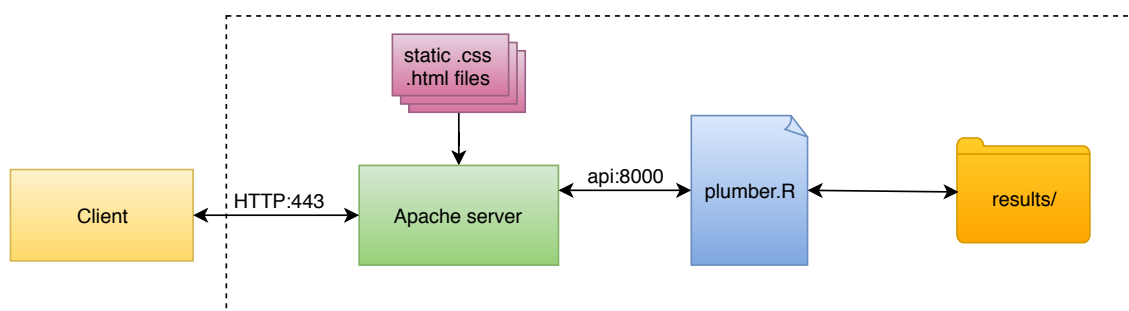 static .css
.html files
Client
HTTP:443
Apache server
api:8000
plumber.R
results/